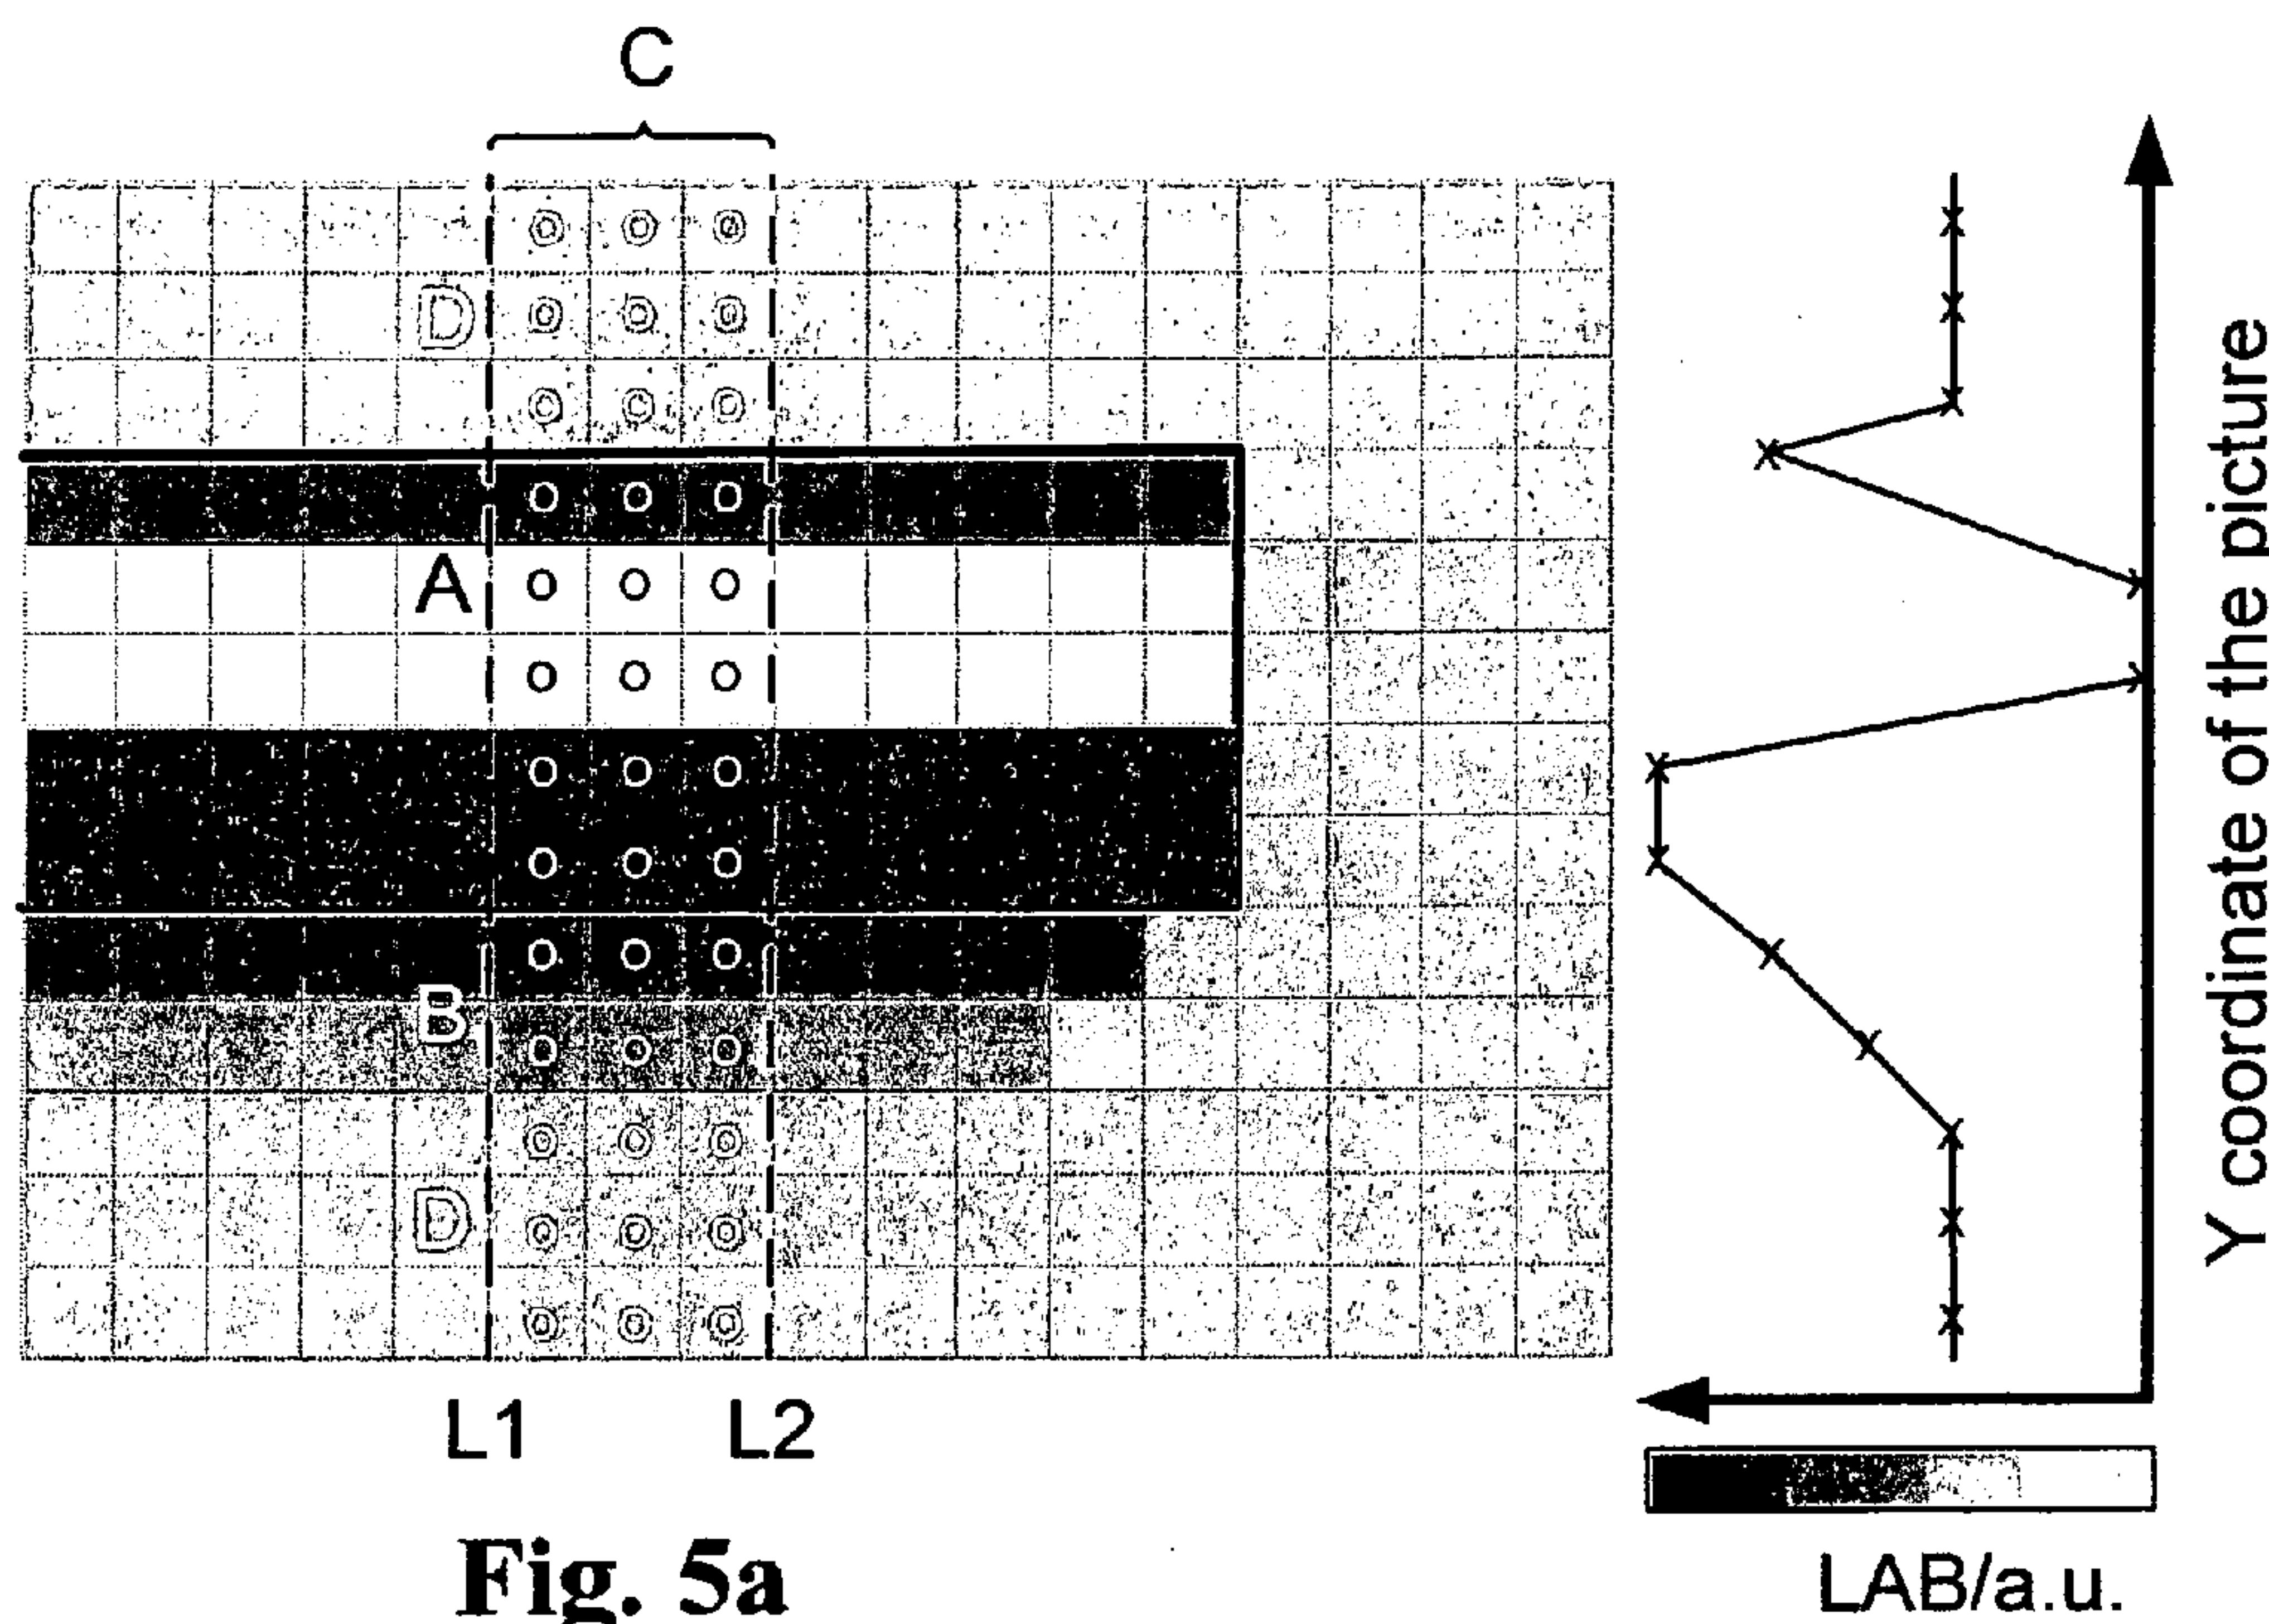 C
D
A
B
D
L1 L2
Y coordinate of the picture
LAB/a.u.
Fig. 5a